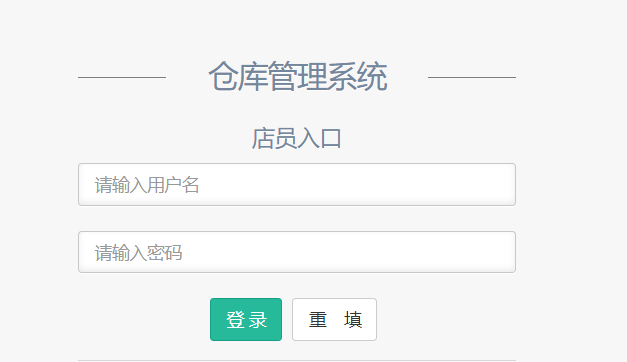 仓库管理系统
店员入口
请输入用户名
请输入密码
登录 重 填